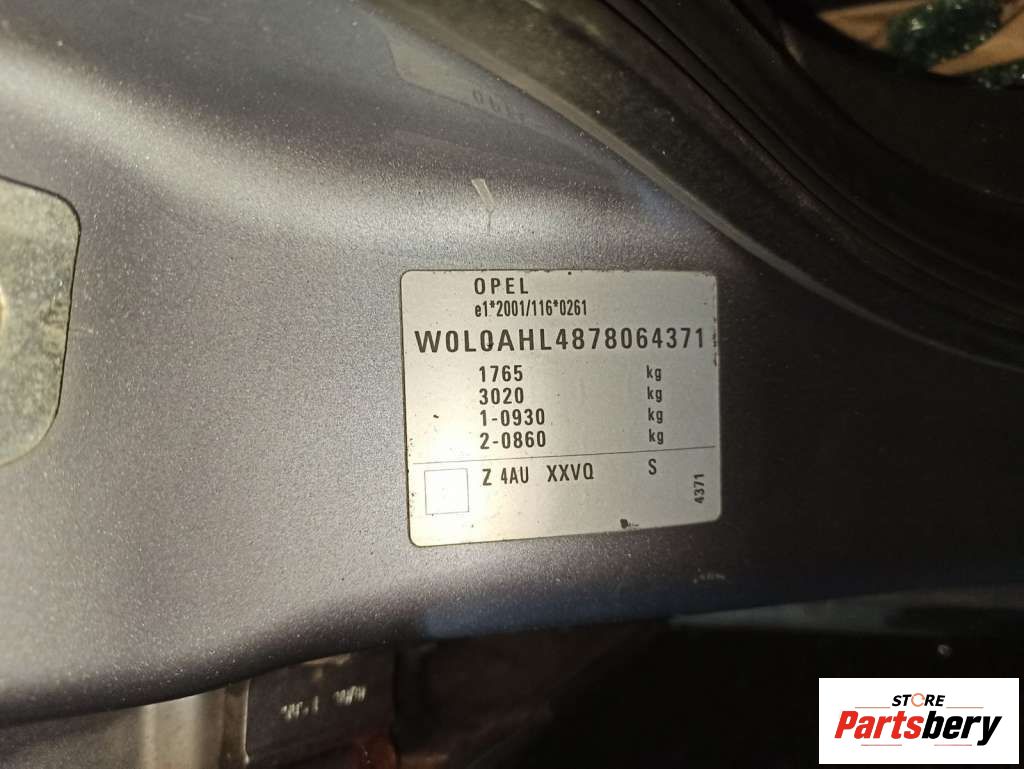 OPEL
e1*2001/116*0261
W0L0AHL4878064371
1765 kg
3020 kg
1-0930 kg
2-0860 kg
Z 4AU XXVQ S
4371
STORE
Partsbery